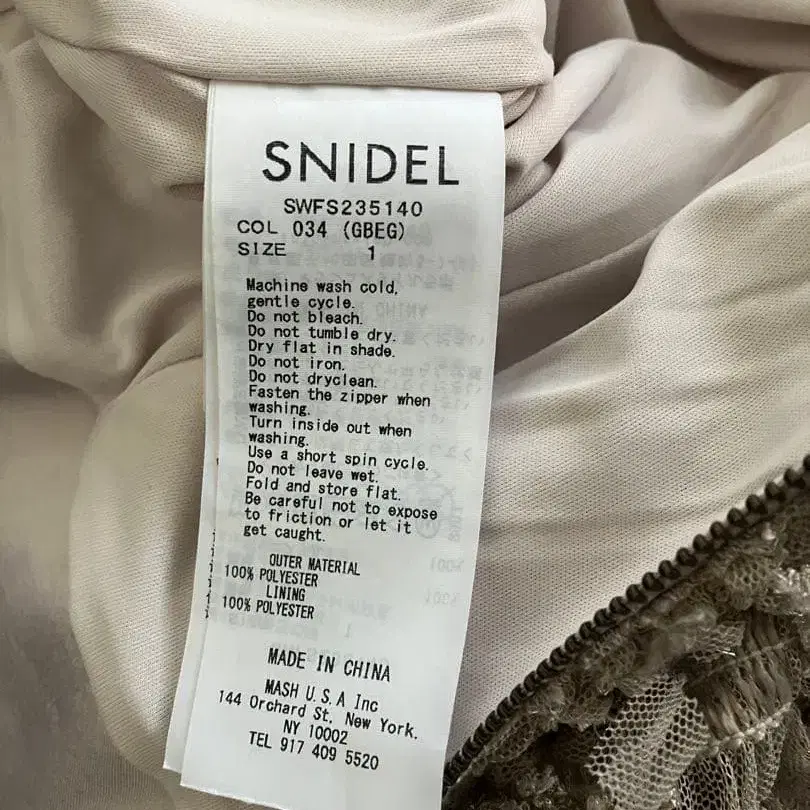 SNIDEL
SWFS235140
COL 034 (GBEG)
SIZE 1
Machine wash cold,
gentle cycle.
Do not bleach.
Do not tumble dry.
Dry flat in shade.
Do not iron.
Do not dryclean.
Fasten the zipper when
washing.
Turn inside out when
washing.
Use a short spin cycle.
Do not leave wet.
Fold and store flat.
Be careful not to expose
to friction or let it
get caught.
OUTER MATERIAL
100% POLYESTER
LINING
100% POLYESTER
MADE IN CHINA
MASH U.S.A Inc
144 Orchard St, New York.
NY 10002
TEL 917 409 5520